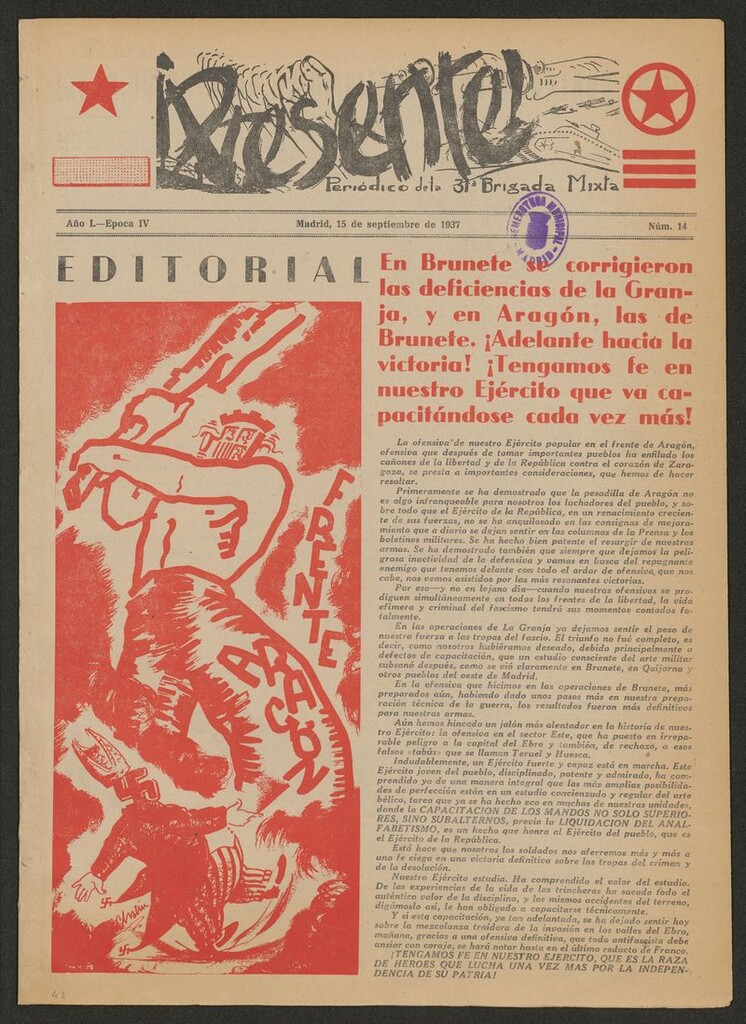 ¡Presente!
Periódico de la 31ª Brigada Mixta
Año I.—Epoca IV
Madrid, 15 de septiembre de 1937
Núm. 14
HEMEROTECA MUNICIPAL
MADRID
EDITORIAL
En Brunete se corrigieron
las deficiencias de la Gran-
ja, y en Aragón, las de
Brunete. ¡Adelante hacia la
victoria! ¡Tengamos fe en
nuestro Ejército que va ca-
pacitándose cada vez más!
FRENTE
ARAGÓN
La ofensiva de nuestro Ejército popular en el frente de Aragón,
ofensiva que después de tomar importantes pueblos ha enfilado los
cañones de la libertad y de la República contra el corazón de Zara-
goza, se presta a importantes consideraciones, que hemos de hacer
resaltar.
Primeramente se ha demostrado que la pesadilla de Aragón no
es algo infranqueable para nosotros los luchadores del pueblo, y so-
bre todo que el Ejército de la República, en un renacimiento crecien-
te de sus fuerzas, no se ha anquilosado en las consignas de mejora-
miento que a diario se dejan sentir en las columnas de la Prensa y los
boletines militares. Se ha hecho bien patente el resurgir de nuestras
armas. Se ha demostrado también que siempre que dejamos la peli-
grosa inactividad de la defensiva y vamos en busca del repugnante
enemigo que tenemos delante con todo el ardor de ofensiva que nos
cabe, nos vemos asistidos por las más resonantes victorias.
Por eso—y no en lejano día—cuando nuestras ofensivas se pro-
diguen simultáneamente en todos los frentes de la libertad, la vida
efímera y criminal del fascismo tendrá sus momentos contados fa-
talmente.
En las operaciones de La Granja ya dejamos sentir el peso de
nuestra fuerza a las tropas del fascio. El triunfo no fué completo, es
decir, como nosotros hubiéramos deseado, debido principalmente a
defectos de capacitación, que un estudio consciente del arte militar
subsanó después, como se vió claramente en Brunete, en Quijorna y
otros pueblos del oeste de Madrid.
En la ofensiva que hicimos en las operaciones de Brunete, más
preparados aún, habiendo dado unos pasos más en nuestra prepa-
ración técnica de la guerra, los resultados fueron más definitivos
para nuestras armas.
Aún hemos hincado un jalón más alentador en la historia de nues-
tro Ejército: la ofensiva en el sector Este, que ha puesto en irrepa-
rable peligro a la capital del Ebro y también, de rechazo, a esos
falsos «tabús» que se llaman Teruel y Huesca.
Indudablemente, un Ejército fuerte y capaz está en marcha. Este
Ejército joven del pueblo, disciplinado, potente y admirado, ha com-
prendido ya de una manera integral que las más amplias posibilida-
des de perfección están en un estudio concienzudo y regular del arte
bélico, tarea que ya se ha hecho eco en muchas de nuestras unidades,
donde la CAPACITACION DE LOS MANDOS NO SOLO SUPERIO-
RES, SINO SUBALTERNOS, previa la LIQUIDACION DEL ANAL-
FABETISMO, es un hecho que honra al Ejército del pueblo, que es
el Ejército de la República.
Está hace que nosotros los soldados nos aferremos más y más a
una fe ciega en una victoria definitiva sobre las tropas del crimen y
de la desolación.
Nuestro Ejército estudia. Ha comprendido el valor del estudio.
De las experiencias de la vida de las trincheras ha sacado todo el
auténtico valor de la disciplina, y los mismos accidentes del terreno,
digámoslo así, le han obligado a capacitarse técnicamente.
Y si esta capacitación, ya tan adelantada, se ha dejado sentir hoy
sobre la mezcolanza traidora de la invasión en los valles del Ebro,
mañana, gracias a una ofensiva definitiva, que todo antifascista debe
ansiar con coraje, se hará notar hasta en el último reducto de Franco.
¡TENGAMOS FE EN NUESTRO EJERCITO, QUE ES LA RAZA
DE HEROES QUE LUCHA UNA VEZ MAS POR LA INDEPEN-
DENCIA DE SU PATRIA!